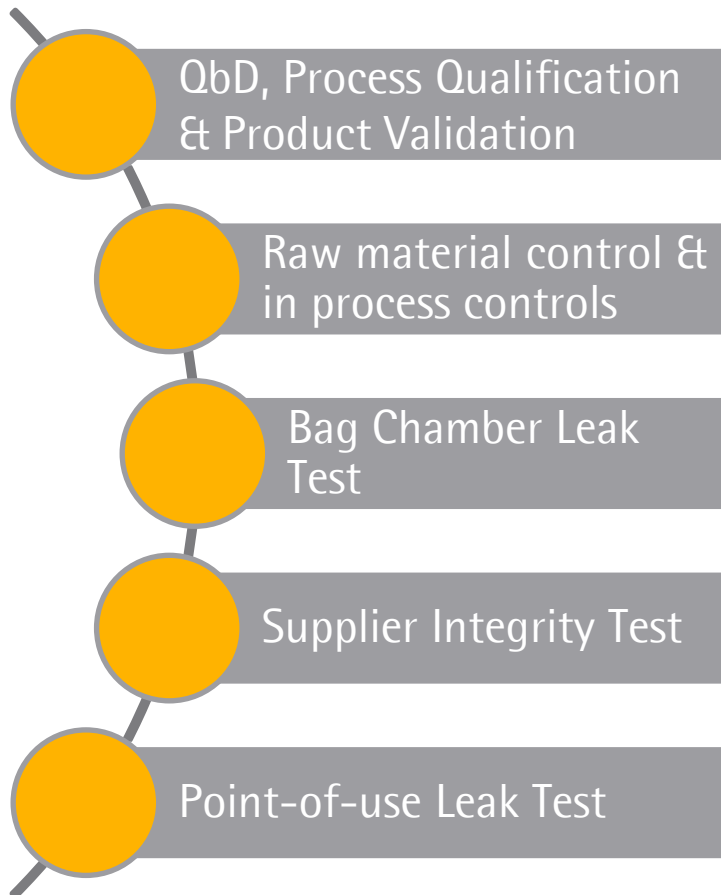 QbD, Process Qualification
& Product Validation
Raw material control &
in process controls
Bag Chamber Leak
Test
Supplier Integrity Test
Point-of-use Leak Test